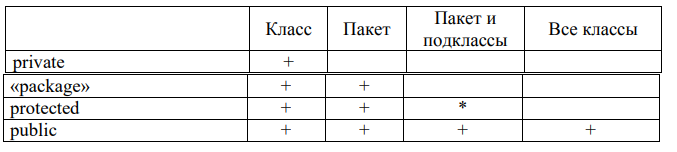 Класс Пакет Пакет и подклассы Все классы
private +
«package» + +
protected + + *
public + + + +